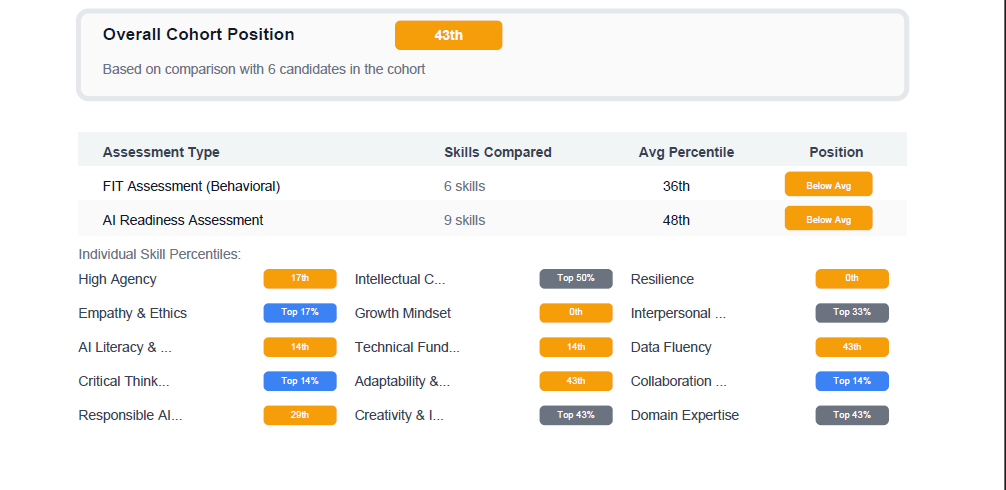 Overall Cohort Position 43th
Based on comparison with 6 candidates in the cohort
Assessment Type Skills Compared Avg Percentile Position
FIT Assessment (Behavioral) 6 skills 36th Below Avg
AI Readiness Assessment 9 skills 48th Below Avg
Individual Skill Percentiles:
High Agency 17th Intellectual C... Top 50% Resilience 0th
Empathy & Ethics Top 17% Growth Mindset 0th Interpersonal ... Top 33%
AI Literacy & ... 14th Technical Fund... 14th Data Fluency 43th
Critical Think... Top 14% Adaptability &... 43th Collaboration ... Top 14%
Responsible AI... 29th Creativity & I... Top 43% Domain Expertise Top 43%